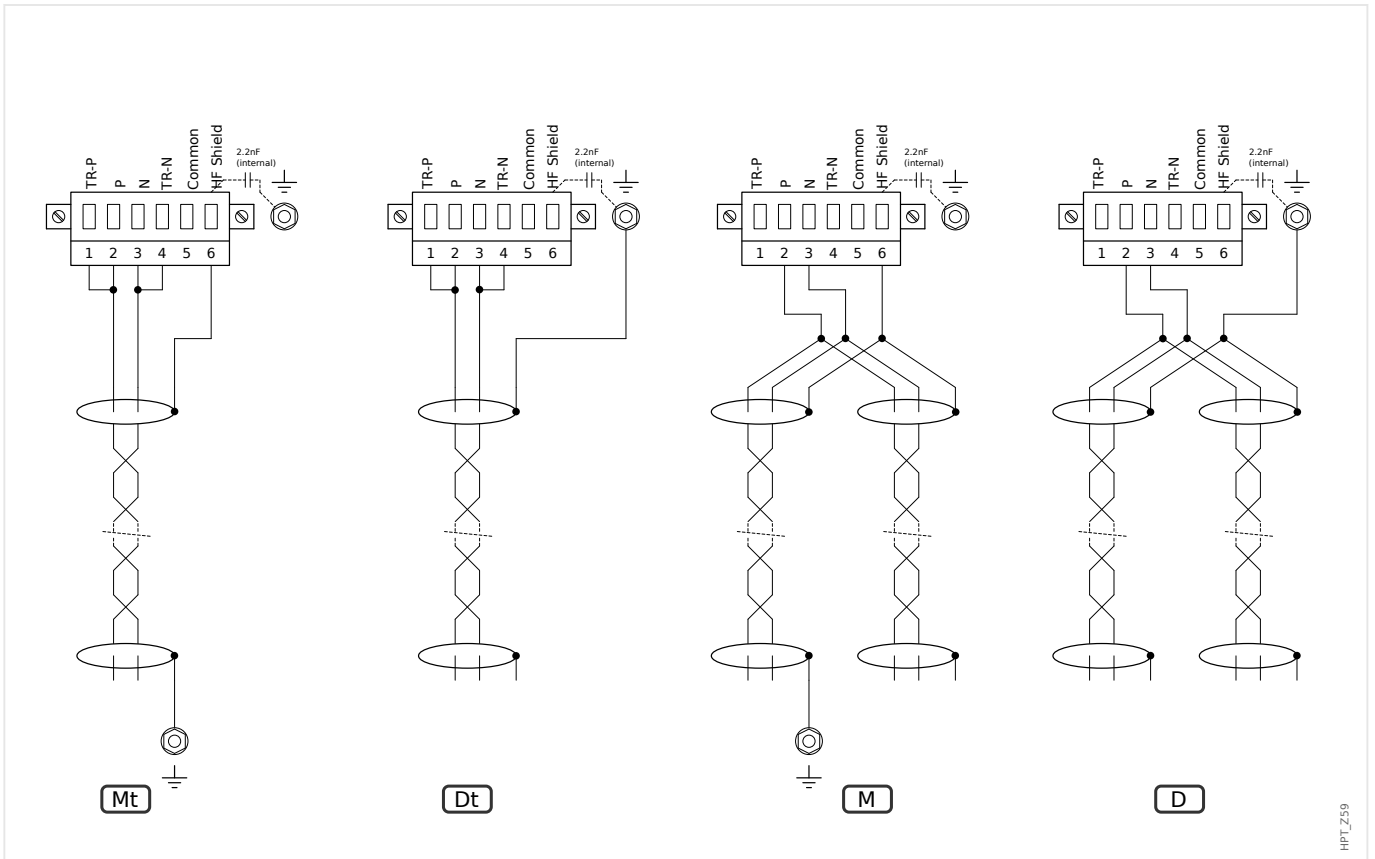 TR-P
P
N
TR-N
Common
HF Shield
2.2nF
(internal)
1 2 3 4 5 6
TR-P
P
N
TR-N
Common
HF Shield
2.2nF
(internal)
1 2 3 4 5 6
TR-P
P
N
TR-N
Common
HF Shield
2.2nF
(internal)
1 2 3 4 5 6
TR-P
P
N
TR-N
Common
HF Shield
2.2nF
(internal)
1 2 3 4 5 6
Mt
Dt
M
D
HPT_Z59